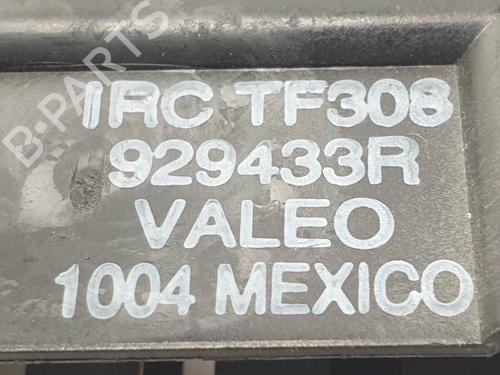 B-PARTS
IRC TF308
929433R
VALEO
1004 MEXICO